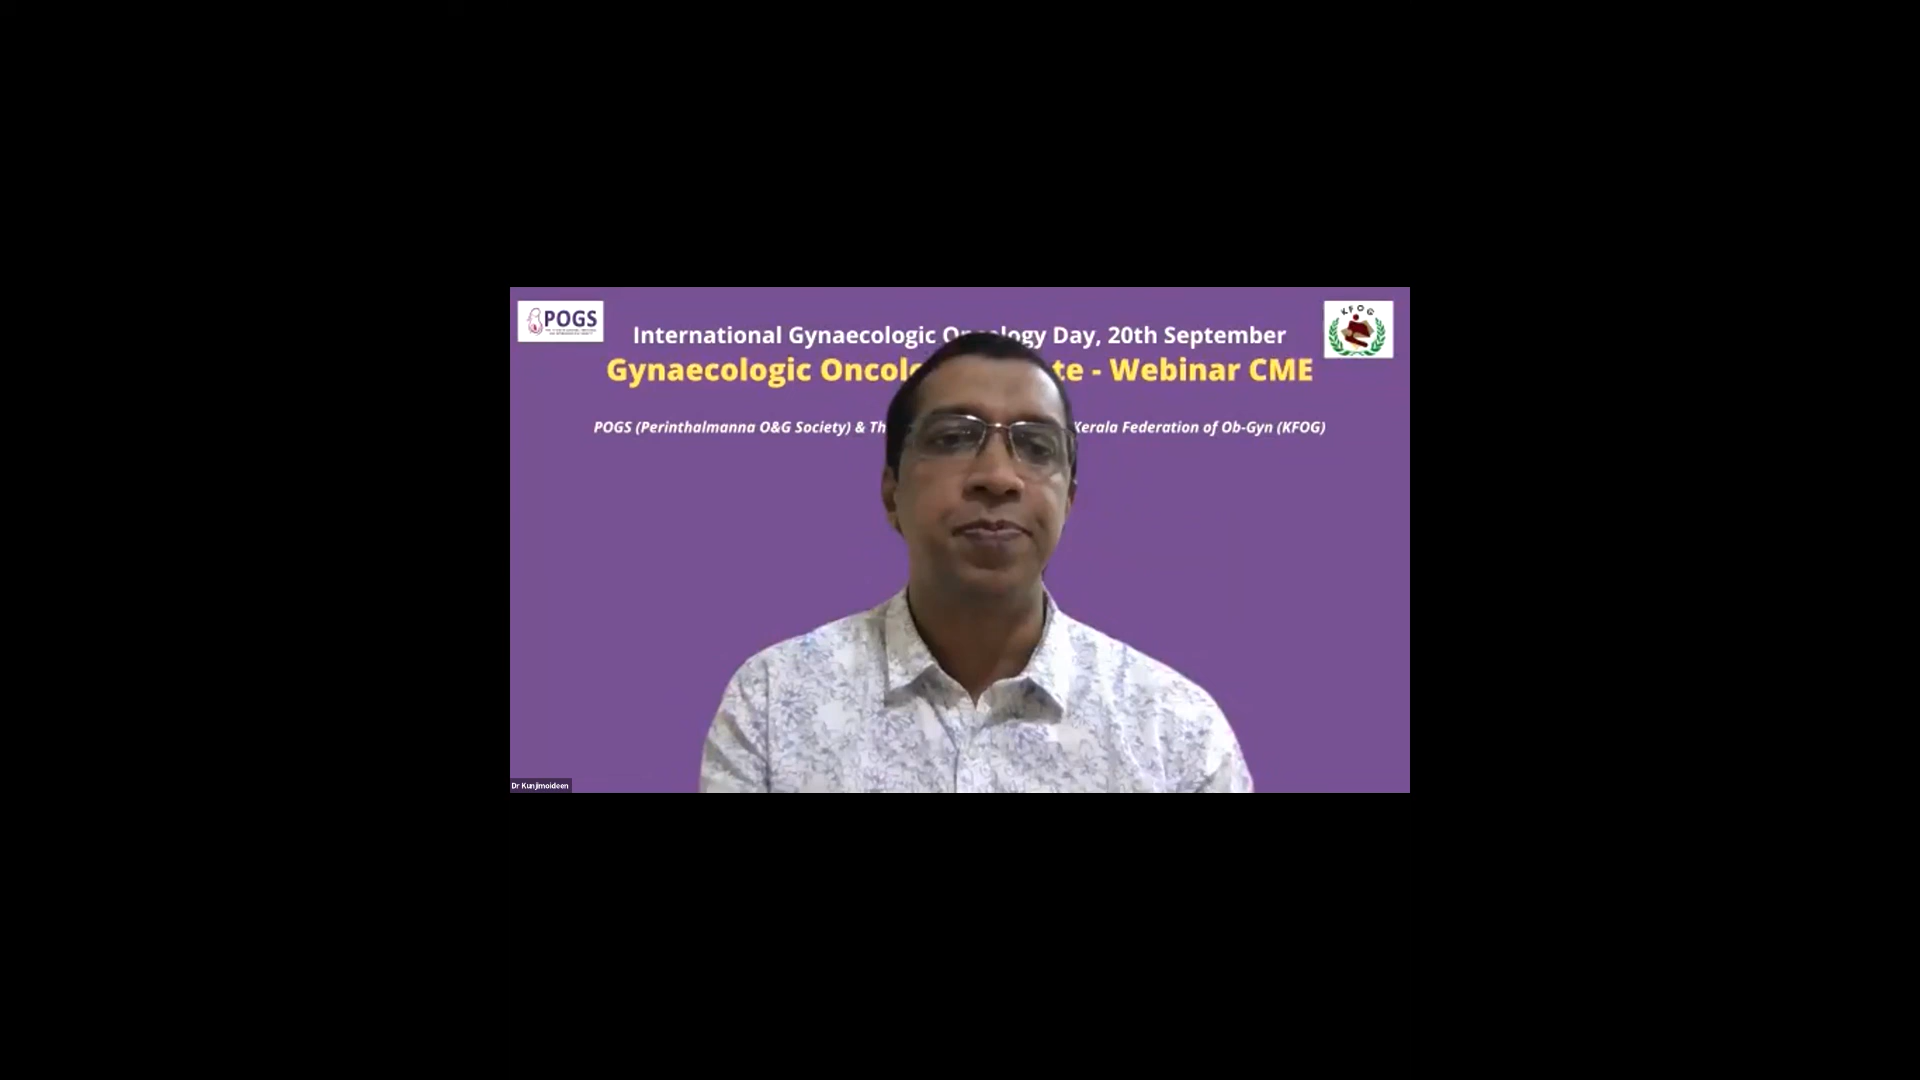 POGS
KFOG
International Gynaecologic Oncology Day, 20th September
Gynaecologic Oncolo te - Webinar CME
POGS (Perinthalmanna O&G Society) & Th Kerala Federation of Ob-Gyn (KFOG)
Dr Kunjimoideen